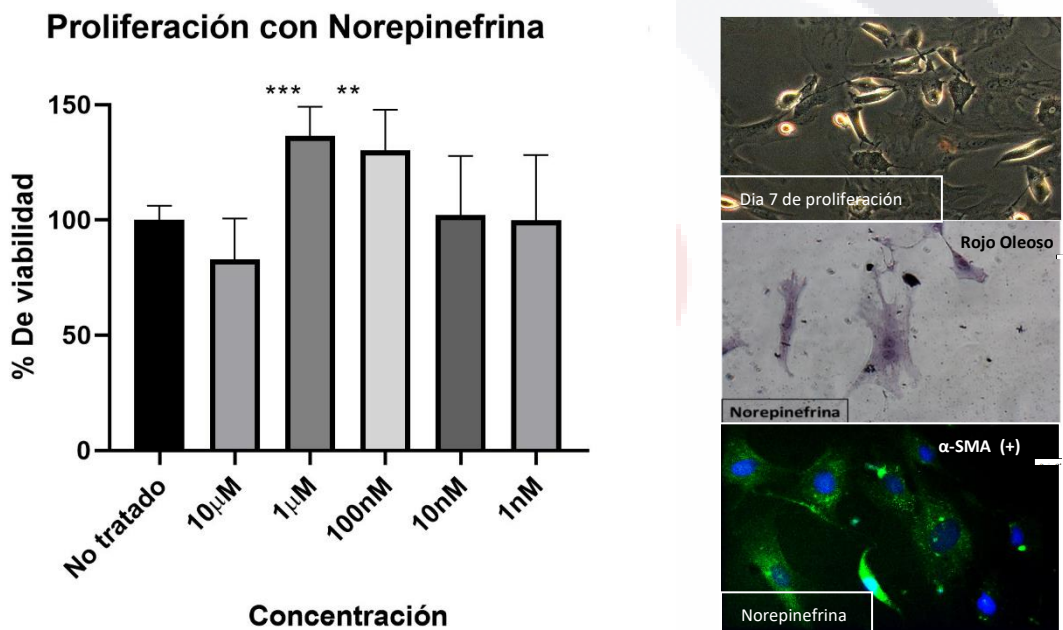 Proliferación con Norepinefrina
*** **
% De viabilidad
150
100
50
0
No tratado
10μM
1μM
100nM
10nM
1nM
Concentración
Dia 7 de proliferación
Rojo Oleoso
Norepinefrina
α-SMA (+)
Norepinefrina